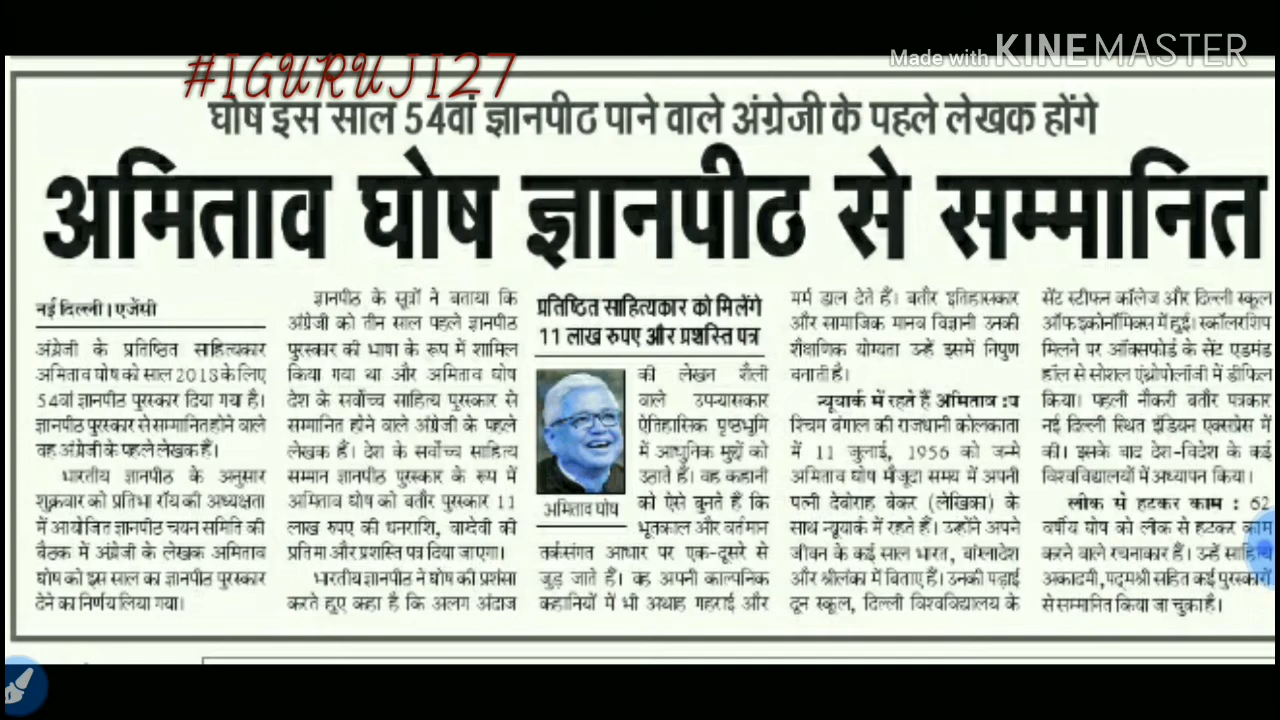 Made with KINEMASTER
#IGURUJI27
घोष इस साल 54वां ज्ञानपीठ पाने वाले अंग्रेजी के पहले लेखक होंगे
अमिताव घोष ज्ञानपीठ से सम्मानित
नई दिल्ली । एजेंसी
अंग्रेजी के प्रतिष्ठित साहित्यकार
अमिताव घोष को साल 2018 के लिए
54वां ज्ञानपीठ पुरस्कार दिया गया है।
ज्ञानपीठ पुरस्कार से सम्मानित होने वाले
वह अंग्रेजी के पहले लेखक हैं।
भारतीय ज्ञानपीठ के अनुसार
शुक्रवार को प्रतिभा रॉय की अध्यक्षता
में आयोजित ज्ञानपीठ चयन समिति की
बैठक में अंग्रेजी के लेखक अमिताव
घोष को इस साल का ज्ञानपीठ पुरस्कार
देने का निर्णय लिया गया।
ज्ञानपीठ के सूत्रों ने बताया कि
अंग्रेजी को तीन साल पहले ज्ञानपीठ
पुरस्कार की भाषा के रूप में शामिल
किया गया था और अमिताव घोष
देश के सर्वोच्च साहित्य पुरस्कार से
सम्मानित होने वाले अंग्रेजी के पहले
लेखक हैं। देश के सर्वोच्च साहित्य
सम्मान ज्ञानपीठ पुरस्कार के रूप में
अमिताव घोष को बतौर पुरस्कार 11
लाख रुपए की धनराशि, वाग्देवी की
प्रतिमा और प्रशस्ति पत्र दिया जाएगा।
भारतीय ज्ञानपीठ ने घोष की प्रशंसा
करते हुए कहा है कि अलग अंदाज
प्रतिष्ठित साहित्यकार को मिलेंगे
11 लाख रुपए और प्रशस्ति पत्र
की लेखन शैली
वाले उपन्यासकार
ऐतिहासिक पृष्ठभूमि
में आधुनिक मुद्दों को
उठाते हैं। वह कहानी
को ऐसे बुनते हैं कि
भूतकाल और वर्तमान
अमिताव घोष
तर्कसंगत आधार पर एक-दूसरे से
जुड़ जाते हैं। वह अपनी काल्पनिक
कहानियों में भी अथाह गहराई और
मर्म डाल देते हैं। बतौर इतिहासकार
और सामाजिक मानव विज्ञानी उनकी
शैक्षणिक योग्यता उन्हें इसमें निपुण
बनाती है।
न्यूयार्क में रहते हैं अमिताव : प
श्चिम बंगाल की राजधानी कोलकाता
में 11 जुलाई, 1956 को जन्मे
अमिताव घोष मौजूदा समय में अपनी
पत्नी देबोराह बेकर (लेखिका) के
साथ न्यूयार्क में रहते हैं। उन्होंने अपने
जीवन के कई साल भारत, बांग्लादेश
और श्रीलंका में बिताए हैं। उनकी पढ़ाई
दून स्कूल, दिल्ली विश्वविद्यालय के
सेंट स्टीफन कॉलेज और दिल्ली स्कूल
ऑफ इकोनॉमिक्स में हुई। स्कॉलरशिप
मिलने पर ऑक्सफोर्ड के सेंट एडमंड
हॉल से सोशल एंथ्रोपोलॉजी में डीफिल
किया। पहली नौकरी बतौर पत्रकार
नई दिल्ली स्थित इंडियन एक्सप्रेस में
की। इसके बाद देश-विदेश के कई
विश्वविद्यालयों में अध्यापन किया।
लीक से हटकर काम : 62
वर्षीय घोष को लीक से हटकर काम
करने वाले रचनाकार हैं। उन्हें साहित्य
अकादमी, पद्मश्री सहित कई पुरस्कारों
से सम्मानित किया जा चुका है।